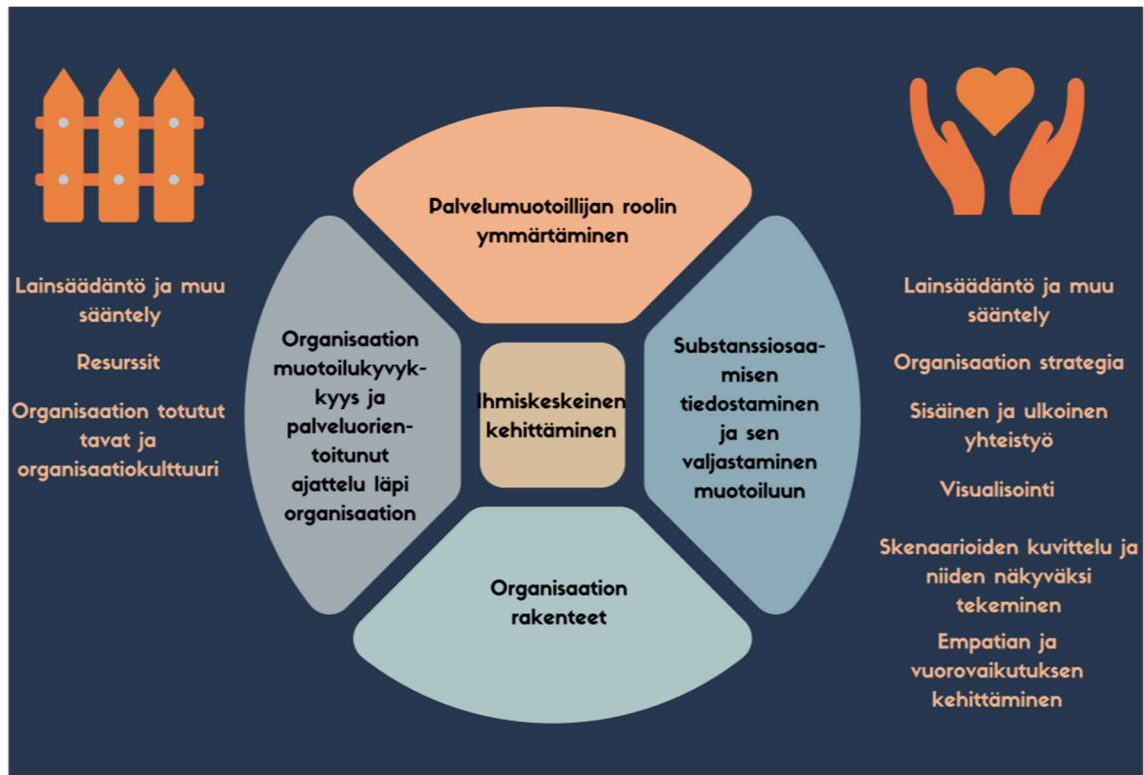 Lainsäädäntö ja muu
sääntely
Resurssit
Organisaation totutut
tavat ja
organisaatiokulttuuri
Palvelumuotoillijan roolin
ymmärtäminen
Organisaation
muotoilukyvyk-
kyys ja
palveluorien-
toitunut
ajattelu läpi
organisaation
Ihmiskeskeinen
kehittäminen
Substanssiosaa-
misen
tiedostaminen
ja sen
valjastaminen
muotoiluun
Organisaation
rakenteet
Lainsäädäntö ja muu
sääntely
Organisaation strategia
Sisäinen ja ulkoinen
yhteistyö
Visualisointi
Skenaarioiden kuvittelu ja
niiden näkyväksi
tekeminen
Empatian ja
vuorovaikutuksen
kehittäminen